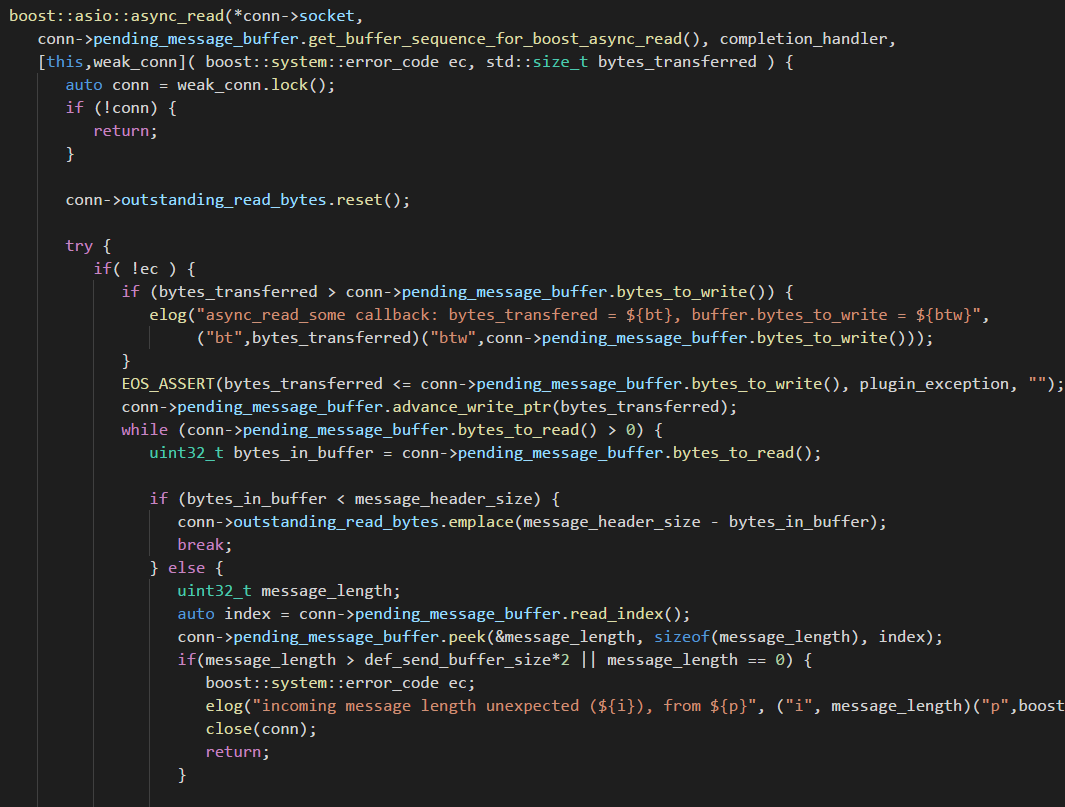 boost::asio::async_read(*conn->socket,
conn->pending_message_buffer.get_buffer_sequence_for_boost_async_read(), completion_handler,
[this,weak_conn]( boost::system::error_code ec, std::size_t bytes_transferred ) {
auto conn = weak_conn.lock();
if (!conn) {
return;
}
conn->outstanding_read_bytes.reset();
try {
if( !ec ) {
if (bytes_transferred > conn->pending_message_buffer.bytes_to_write()) {
elog("async_read_some callback: bytes_transfered = ${bt}, buffer.bytes_to_write = ${btw}",
("bt",bytes_transferred)("btw",conn->pending_message_buffer.bytes_to_write()));
}
EOS_ASSERT(bytes_transferred <= conn->pending_message_buffer.bytes_to_write(), plugin_exception, "");
conn->pending_message_buffer.advance_write_ptr(bytes_transferred);
while (conn->pending_message_buffer.bytes_to_read() > 0) {
uint32_t bytes_in_buffer = conn->pending_message_buffer.bytes_to_read();
if (bytes_in_buffer < message_header_size) {
conn->outstanding_read_bytes.emplace(message_header_size - bytes_in_buffer);
break;
} else {
uint32_t message_length;
auto index = conn->pending_message_buffer.read_index();
conn->pending_message_buffer.peek(&message_length, sizeof(message_length), index);
if(message_length > def_send_buffer_size*2 || message_length == 0) {
boost::system::error_code ec;
elog("incoming message length unexpected (${i}), from ${p}", ("i", message_length)("p",boost
close(conn);
return;
}